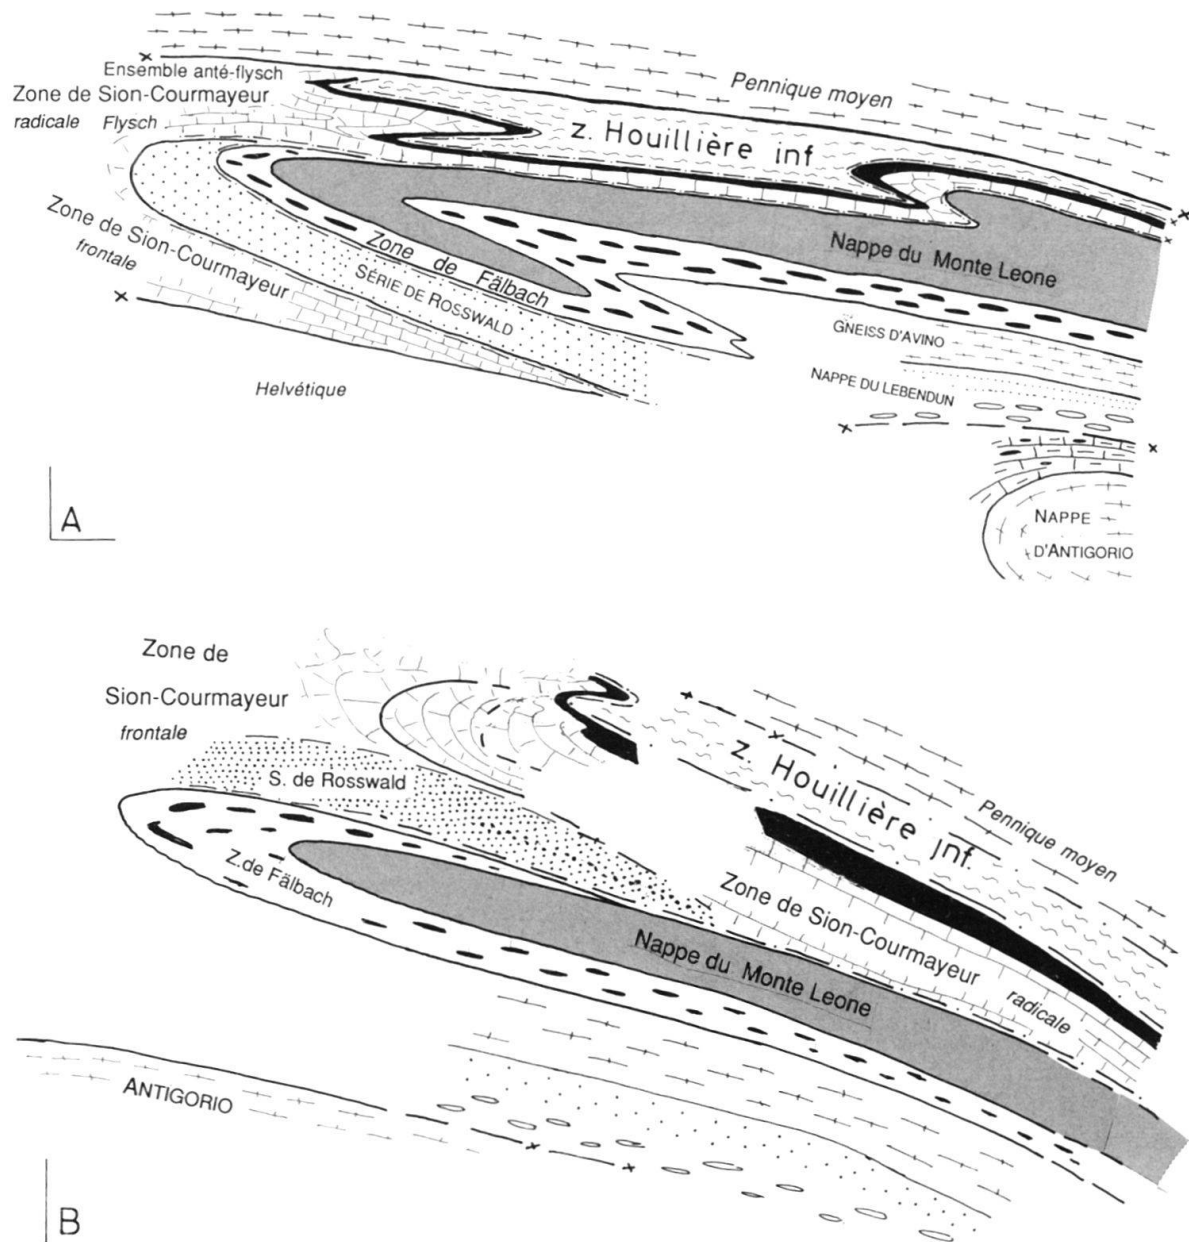 Pennique moyen
Ensemble anté-flysch
Zone de Sion-Courmayeur
radicale Flysch
z. Houillière inf
Zone de Sion-Courmayeur
frontale
Zone de Fälbach
SÉRIE DE ROSSWALD
Nappe du Monte Leone
GNEISS D'AVINO
NAPPE DU LEBENDUN
Helvétique
NAPPE
D'ANTIGORIO
A
Zone de
Sion-Courmayeur
frontale
S. de Rosswald
z. Houillière inf
Pennique moyen
Z. de Fälbach
Zone de Sion-Courmayeur
radicale
Nappe du Monte Leone
ANTIGORIO
B